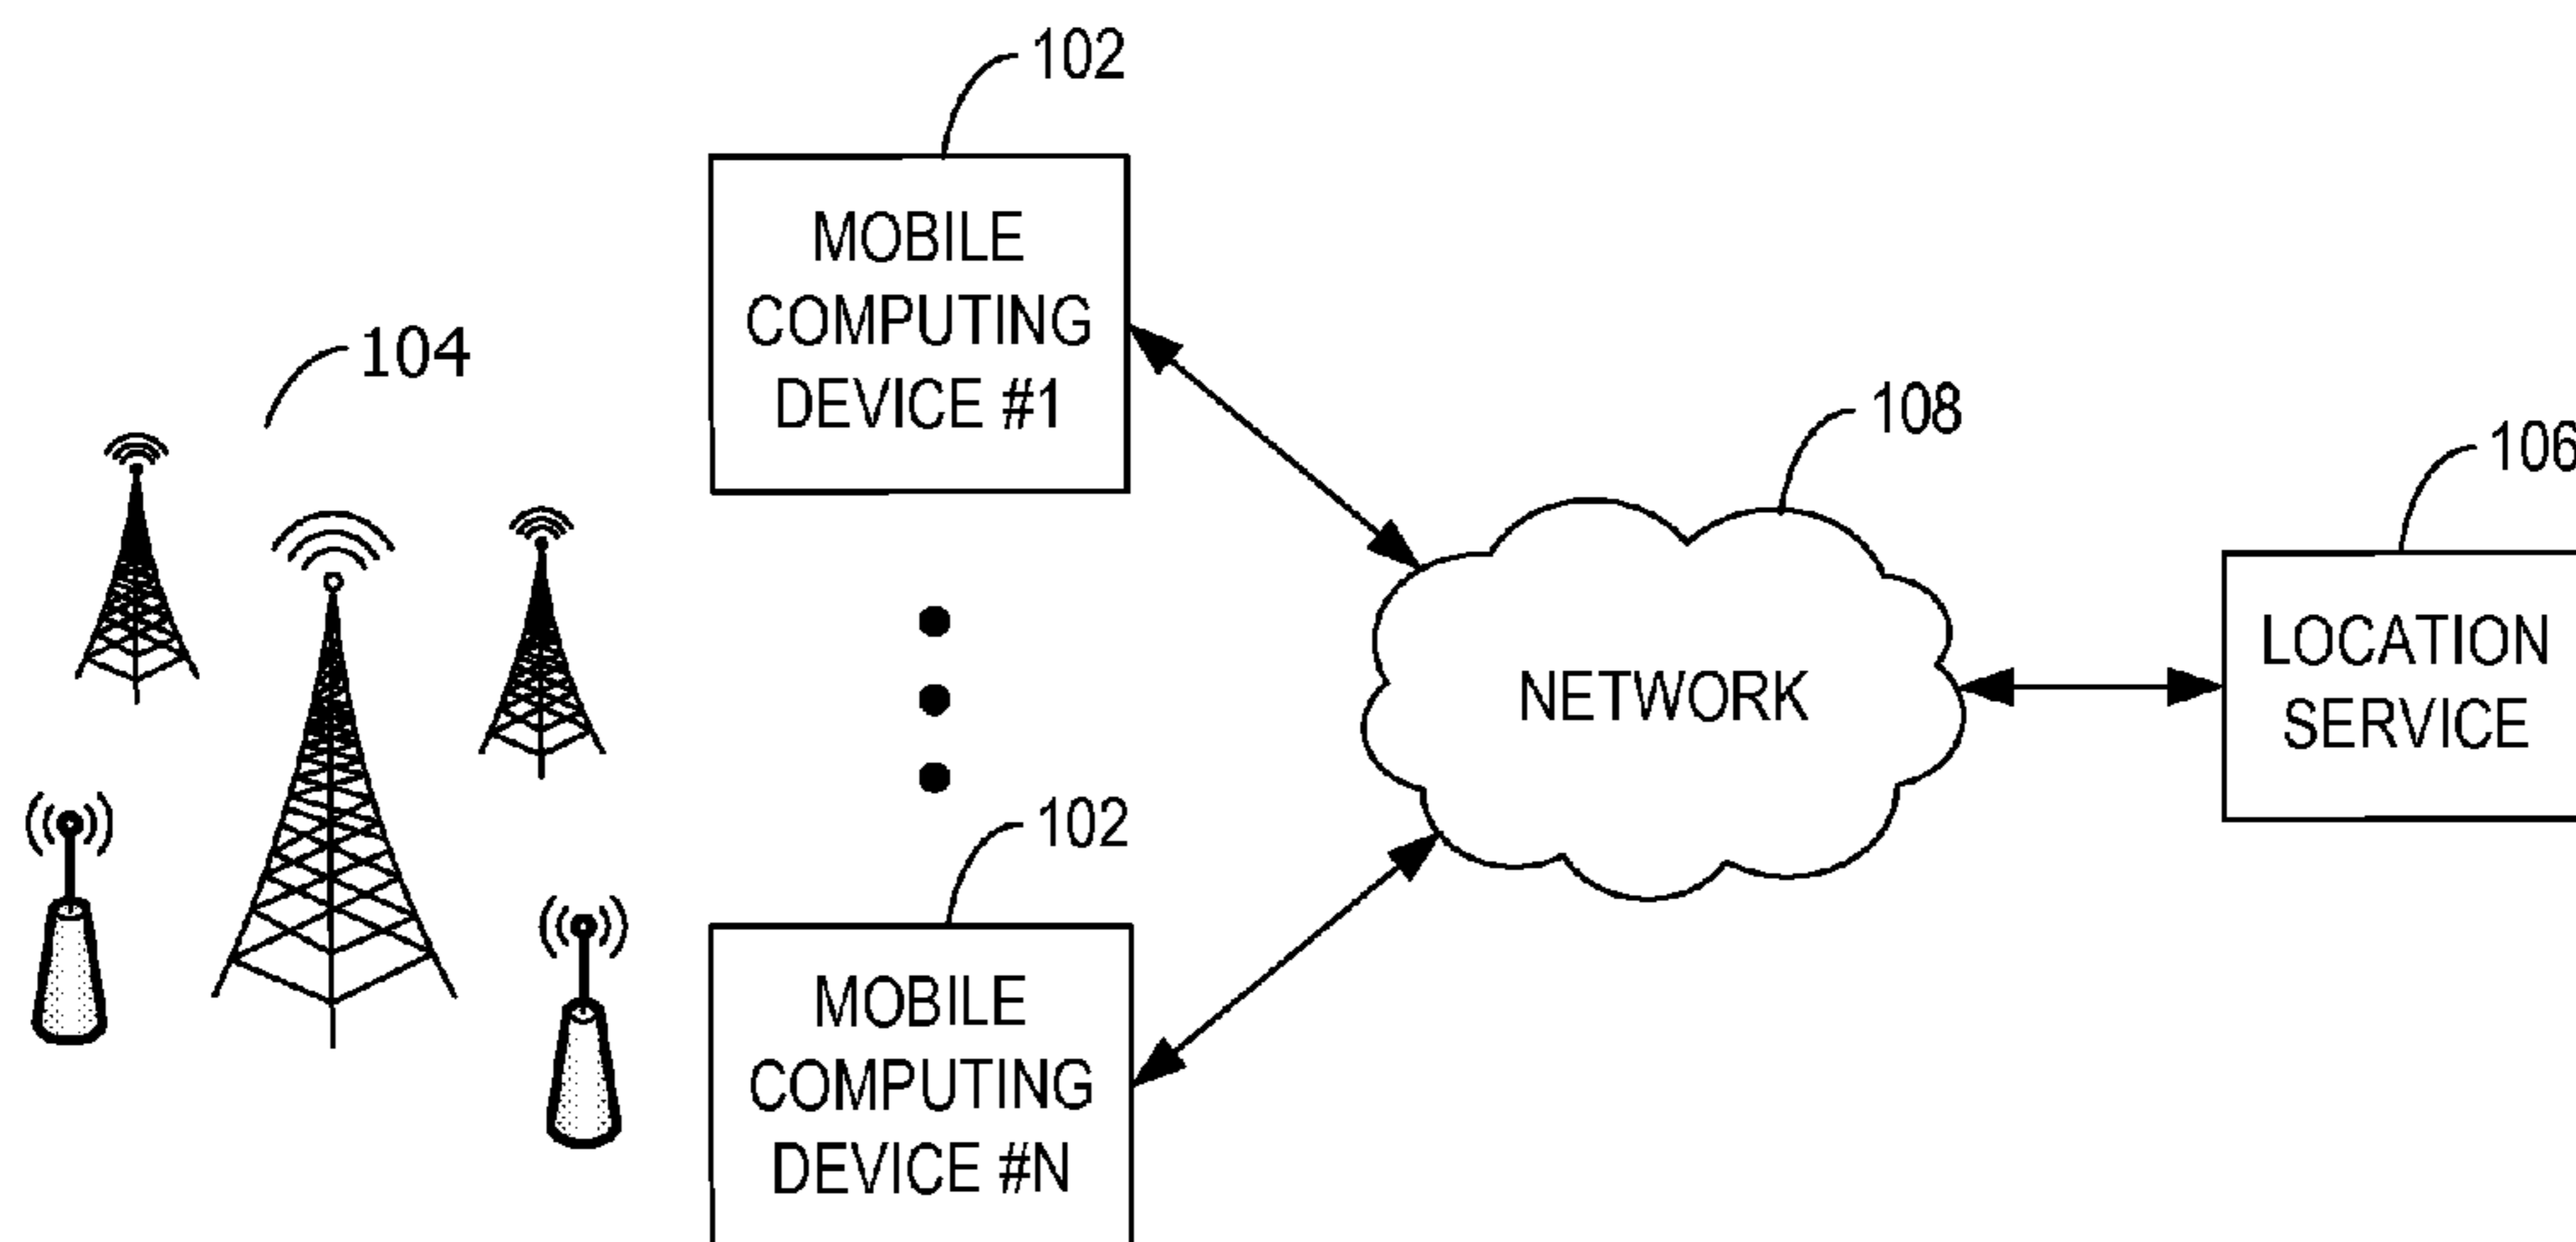 102
MOBILE
COMPUTING
DEVICE #1
104
108
106
NETWORK
LOCATION
SERVICE
102
MOBILE
COMPUTING
DEVICE #N